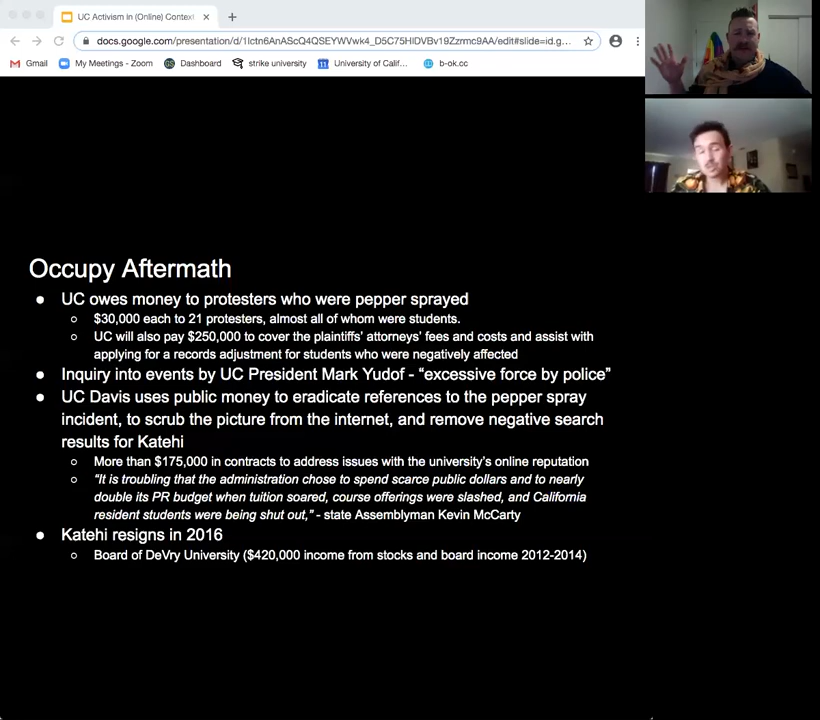 UC Activism In (Online) Context
docs.google.com/presentation/d/1Ictn6AnAScQ4QSEYWVwk4_D5C75HIDVBv19Zzrmc9AA/edit#slide=id.g...
Gmail
My Meetings - Zoom
Dashboard
strike university
University of Calif...
b-ok.cc
Occupy Aftermath
● UC owes money to protesters who were pepper sprayed
○ $30,000 each to 21 protesters, almost all of whom were students.
○ UC will also pay $250,000 to cover the plaintiffs' attorneys' fees and costs and assist with
applying for a records adjustment for students who were negatively affected
● Inquiry into events by UC President Mark Yudof - “excessive force by police”
● UC Davis uses public money to eradicate references to the pepper spray
incident, to scrub the picture from the internet, and remove negative search
results for Katehi
○ More than $175,000 in contracts to address issues with the university's online reputation
○ “It is troubling that the administration chose to spend scarce public dollars and to nearly
double its PR budget when tuition soared, course offerings were slashed, and California
resident students were being shut out,” - state Assemblyman Kevin McCarty
● Katehi resigns in 2016
○ Board of DeVry University ($420,000 income from stocks and board income 2012-2014)